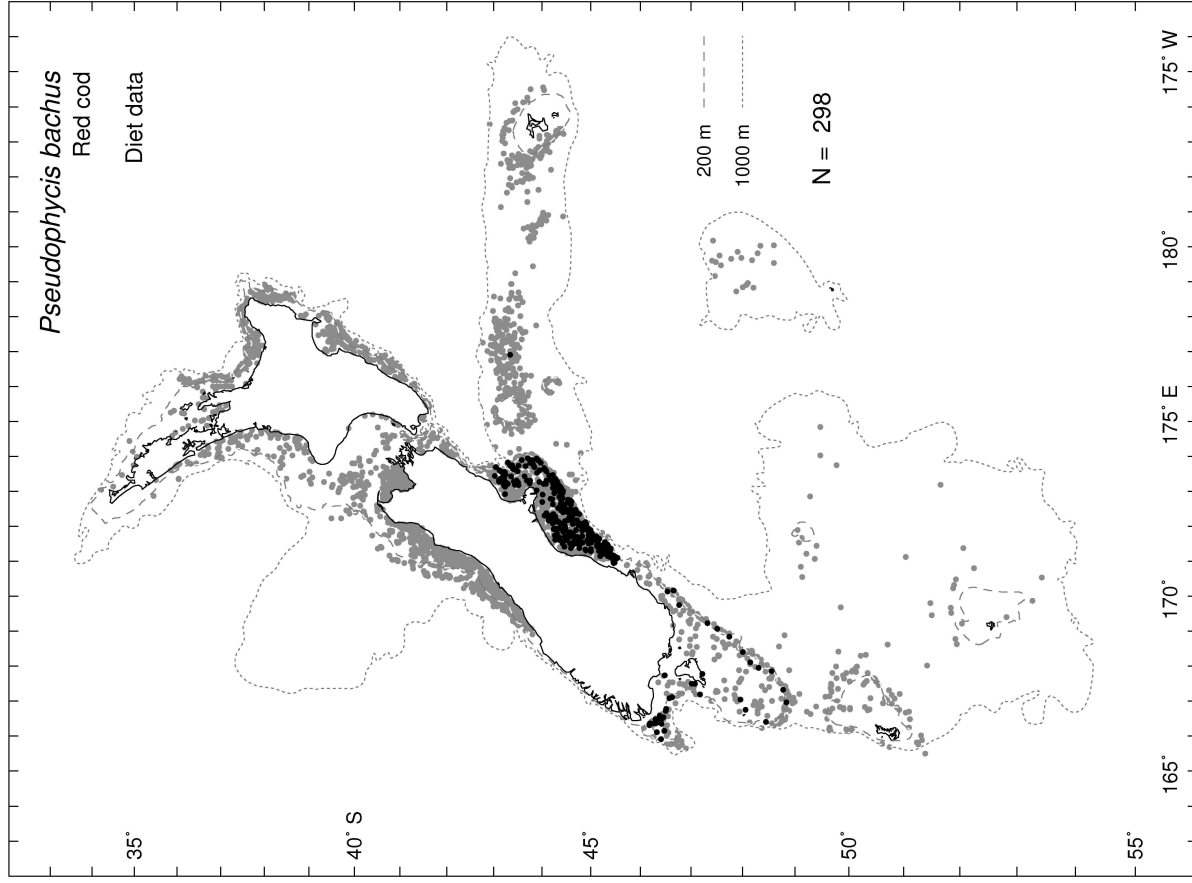 Pseudophycis bachus
Red cod
Diet data
35°
40° S
45°
50°
55°
165°
170°
175° E
180°
175° W
200 m
1000 m
N = 298